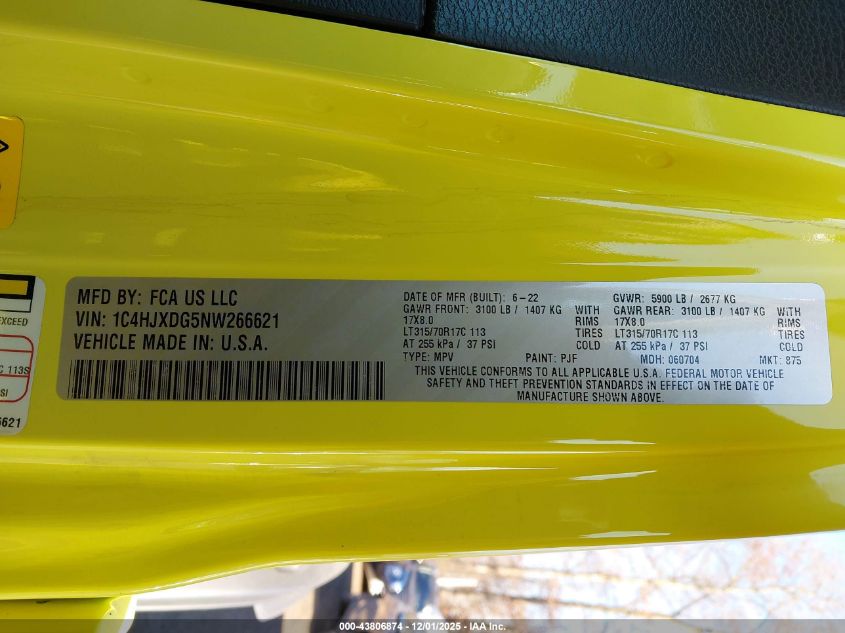 MFD BY: FCA US LLC
VIN: 1C4HJXDG5NW266621
VEHICLE MADE IN: U.S.A.
DATE OF MFR (BUILT): 6-22 GVWR: 5900 LB / 2677 KG
GAWR FRONT: 3100 LB / 1407 KG WITH GAWR REAR: 3100 LB / 1407 KG WITH
17X8.0 RIMS 17X8.0 RIMS
LT315/70R17C 113 TIRES LT315/70R17C 113 TIRES
AT 255 kPa / 37 PSI COLD AT 255 kPa / 37 PSI COLD
TYPE: MPV PAINT: PJF MDH: 060704 MKT: 875
THIS VEHICLE CONFORMS TO ALL APPLICABLE U.S.A. FEDERAL MOTOR VEHICLE
SAFETY AND THEFT PREVENTION STANDARDS IN EFFECT ON THE DATE OF
MANUFACTURE SHOWN ABOVE.
EXCEED
C 113S
SI
6621
000-43806874 - 12/01/2025 - IAA Inc.